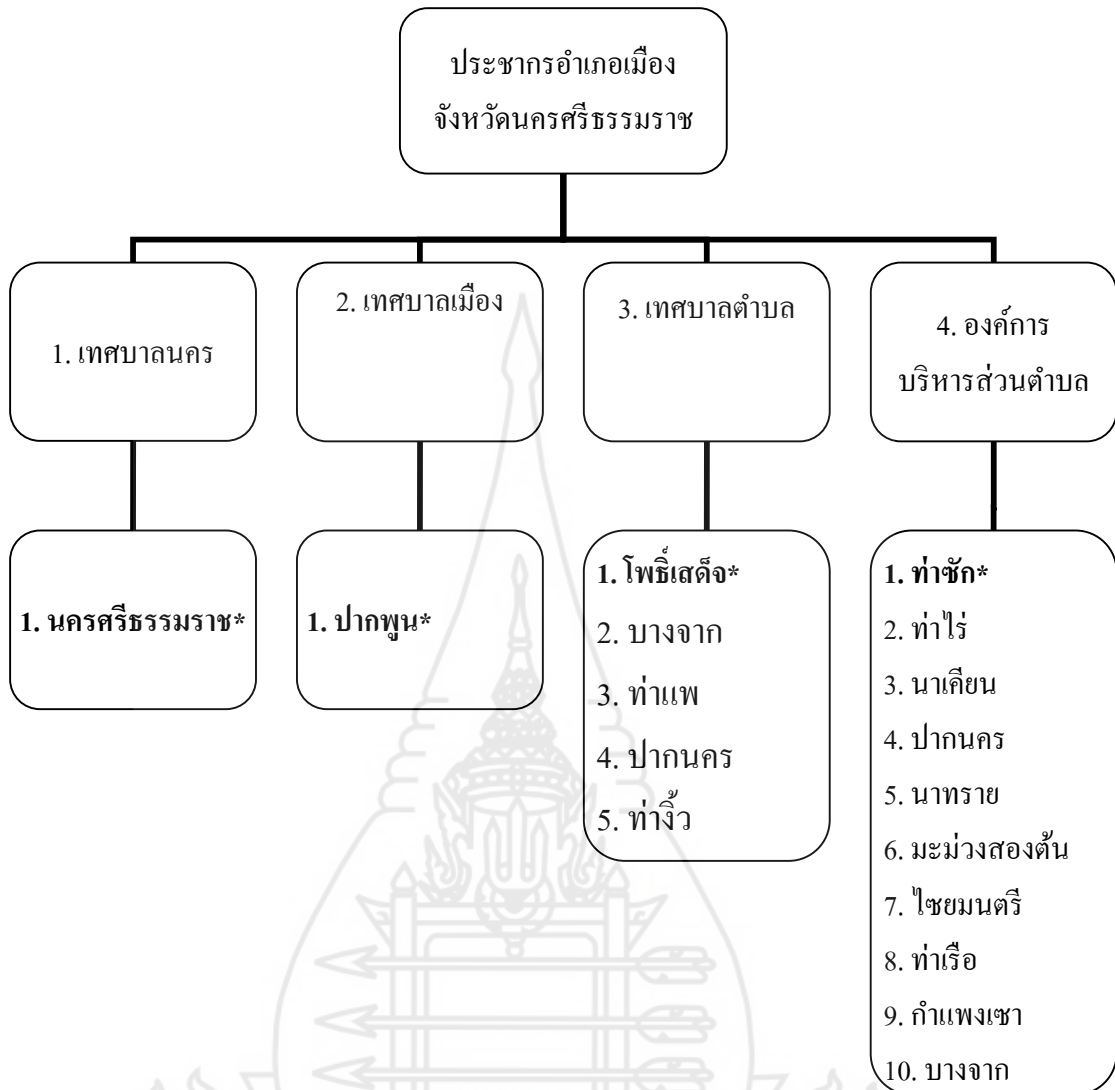 ประชากรอำเภอเมือง
จังหวัดนครศรีธรรมราช
1. เทศบาลนคร
2. เทศบาลเมือง
3. เทศบาลตำบล
4. องค์การ
บริหารส่วนตำบล
1. นครศรีธรรมราช*
1. ปากพูน*
1. โพธิ์เสด็จ*
2. บางจาก
3. ท่าแพ
4. ปากนคร
5. ท่างิ้ว
1. ท่าซัก*
2. ท่าไร่
3. นาเคียน
4. ปากนคร
5. นาทราย
6. มะม่วงสองต้น
7. ไซยมนตรี
8. ท่าเรือ
9. กำแพงเซา
10. บางจาก